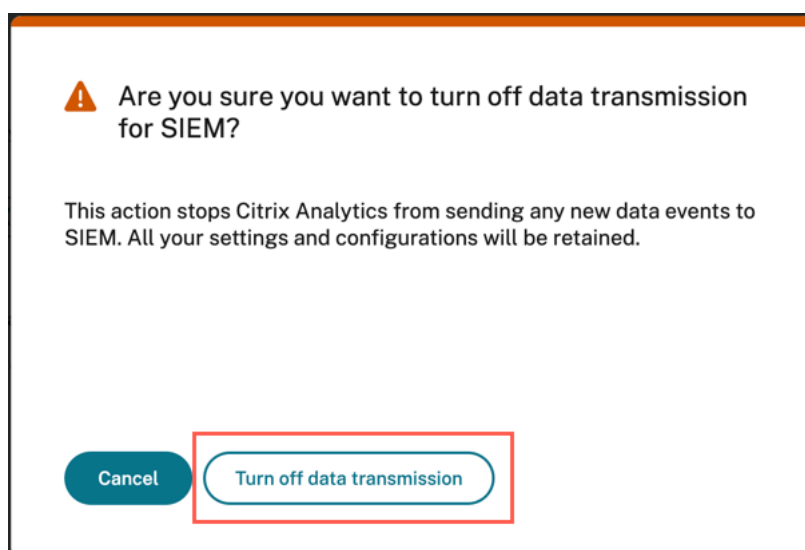 Are you sure you want to turn off data transmission
for SIEM?
This action stops Citrix Analytics from sending any new data events to
SIEM. All your settings and configurations will be retained.
Cancel
Turn off data transmission